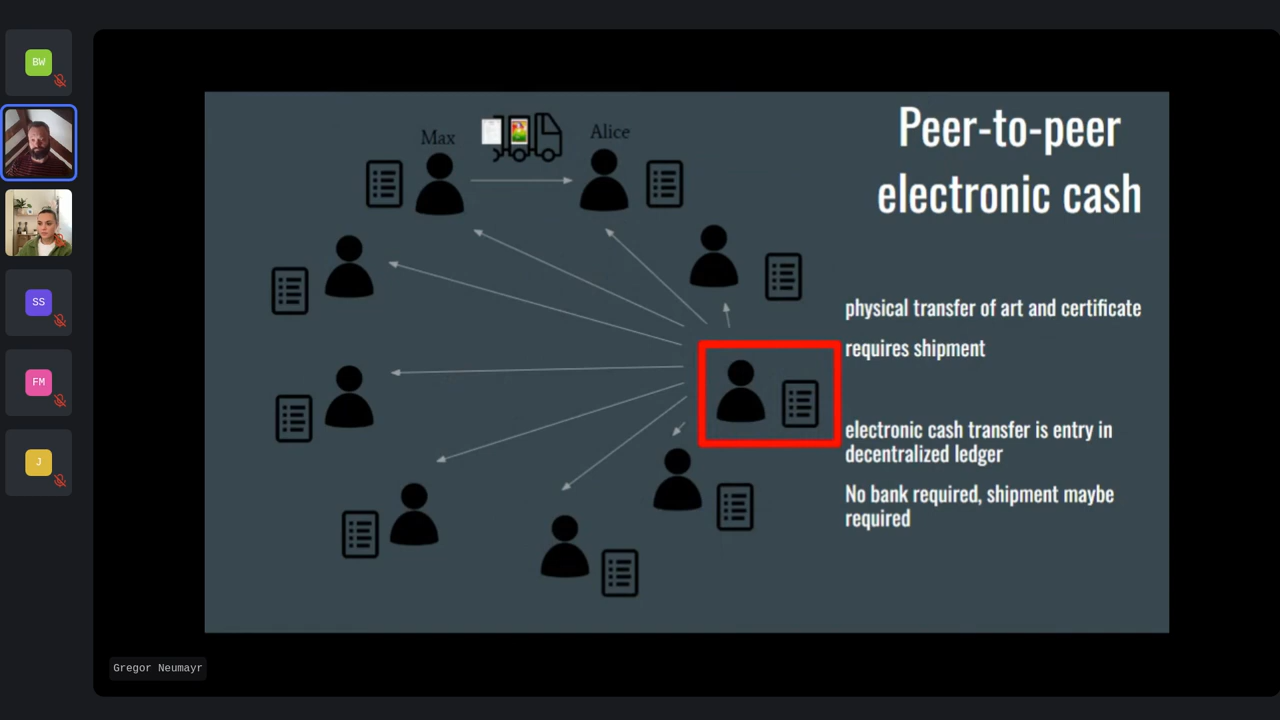 BW
SS
FM
J
Max
Alice
Peer-to-peer
electronic cash
physical transfer of art and certificate
requires shipment
electronic cash transfer is entry in
decentralized ledger
No bank required, shipment maybe
required
Gregor Neumayr